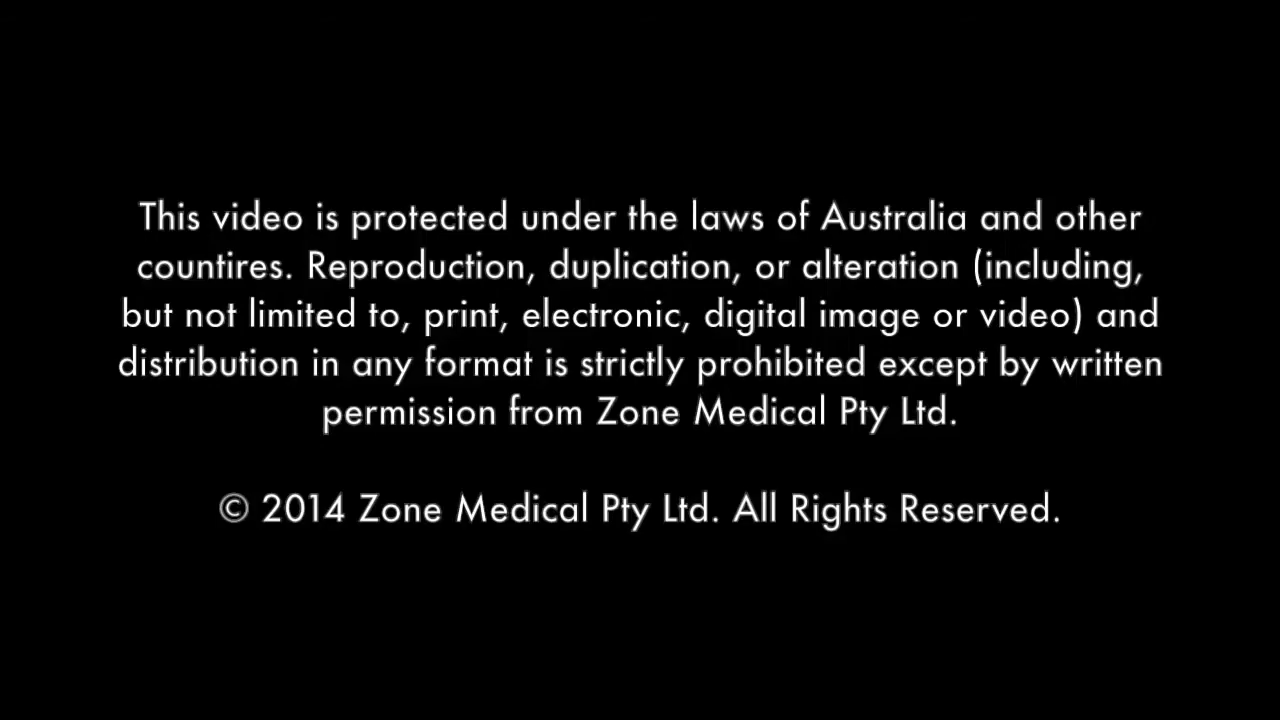 This video is protected under the laws of Australia and other
countires. Reproduction, duplication, or alteration (including,
but not limited to, print, electronic, digital image or video) and
distribution in any format is strictly prohibited except by written
permission from Zone Medical Pty Ltd.
© 2014 Zone Medical Pty Ltd. All Rights Reserved.